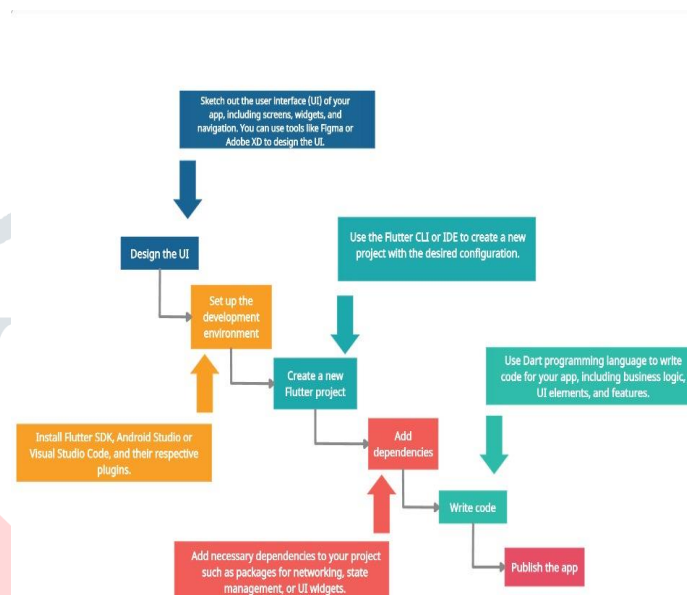 Sketch out the user interface (UI) of your
app, including screens, widgets, and
navigation. You can use tools like Figma or
Adobe XD to design the UI.
Design the UI
Use the Flutter CLI or IDE to create a new
project with the desired configuration.
Set up the
development
environment
Create a new
Flutter project
Use Dart programming language to write
code for your app, including business logic,
UI elements, and features.
Install Flutter SDK, Android Studio or
Visual Studio Code, and their respective
plugins.
Add
dependencies
Write code
Add necessary dependencies to your project
such as packages for networking, state
management, or UI widgets.
Publish the app